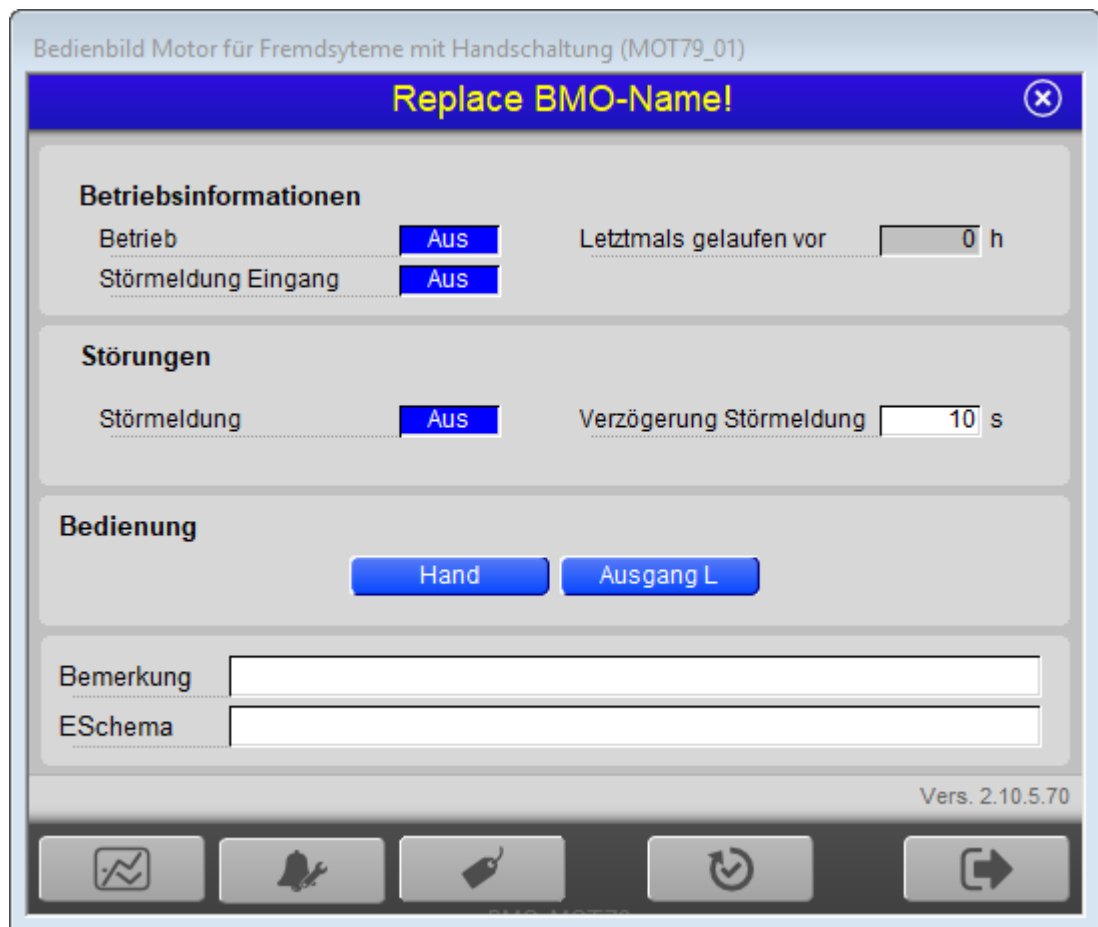 Bedienbild Motor für Fremdsyteme mit Handschaltung (MOT79_01)
Replace BMO-Name!
Betriebsinformationen
Betrieb Aus Letztmals gelaufen vor 0 h
Störmeldung Eingang Aus
Störungen
Störmeldung Aus Verzögerung Störmeldung 10 s
Bedienung
Hand Ausgang L
Bemerkung
ESchema
Vers. 2.10.5.70